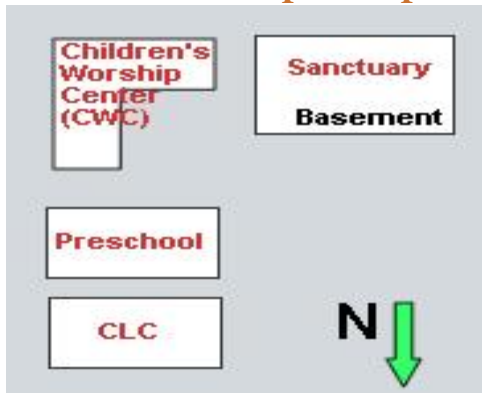 Children's
Worship
Center
(CWC)
Sanctuary
Basement
Preschool
CLC
N